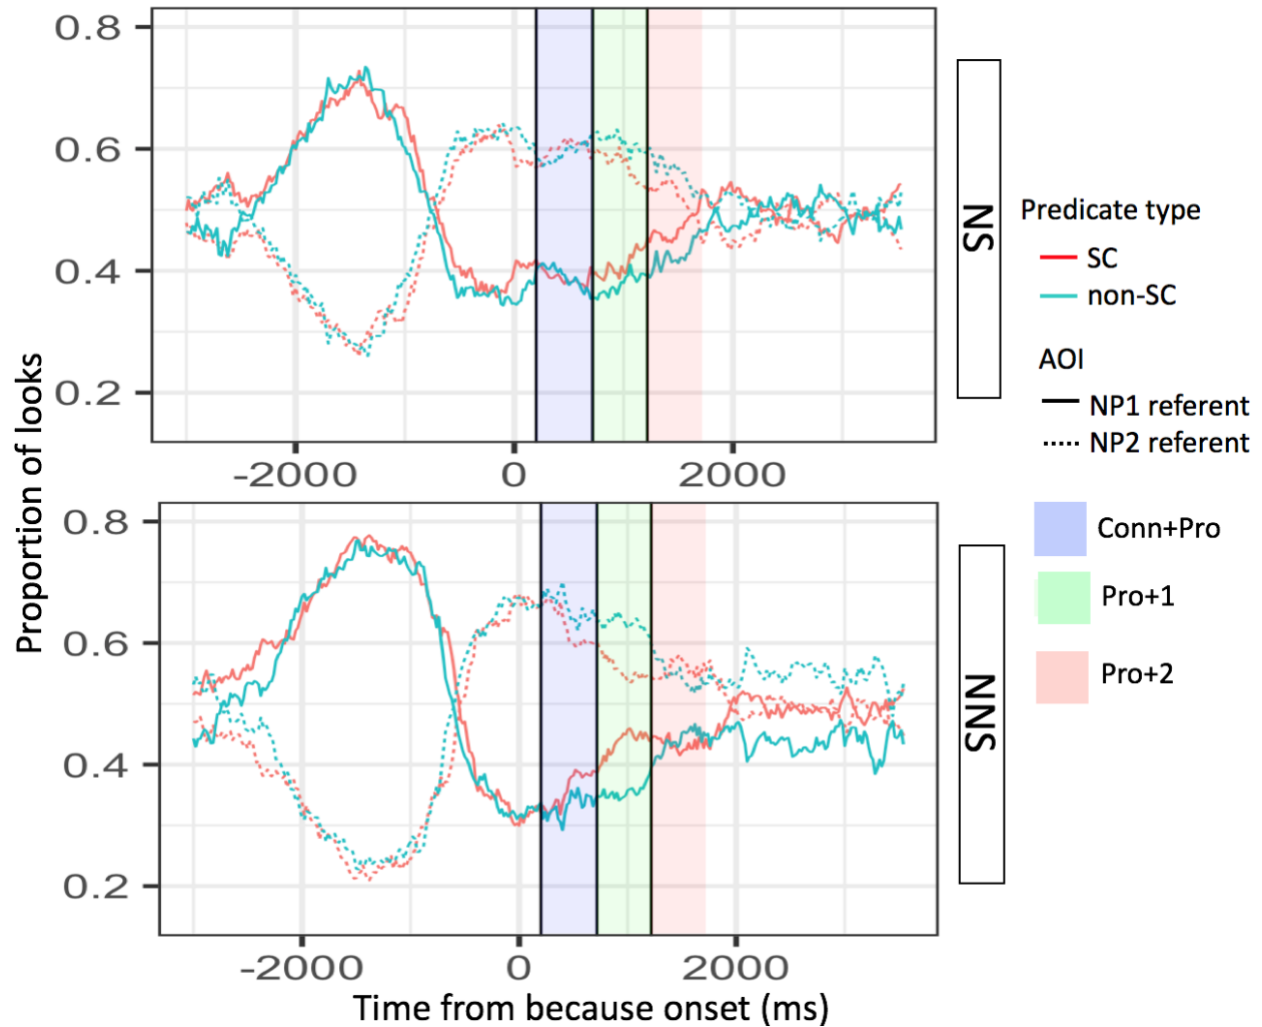 0.8
0.6
0.4
0.2
-2000 0 2000
NS
Proportion of looks
0.8
0.6
0.4
0.2
-2000 0 2000
NNS
Time from because onset (ms)
Predicate type
SC
non-SC
AOI
NP1 referent
NP2 referent
Conn+Pro
Pro+1
Pro+2